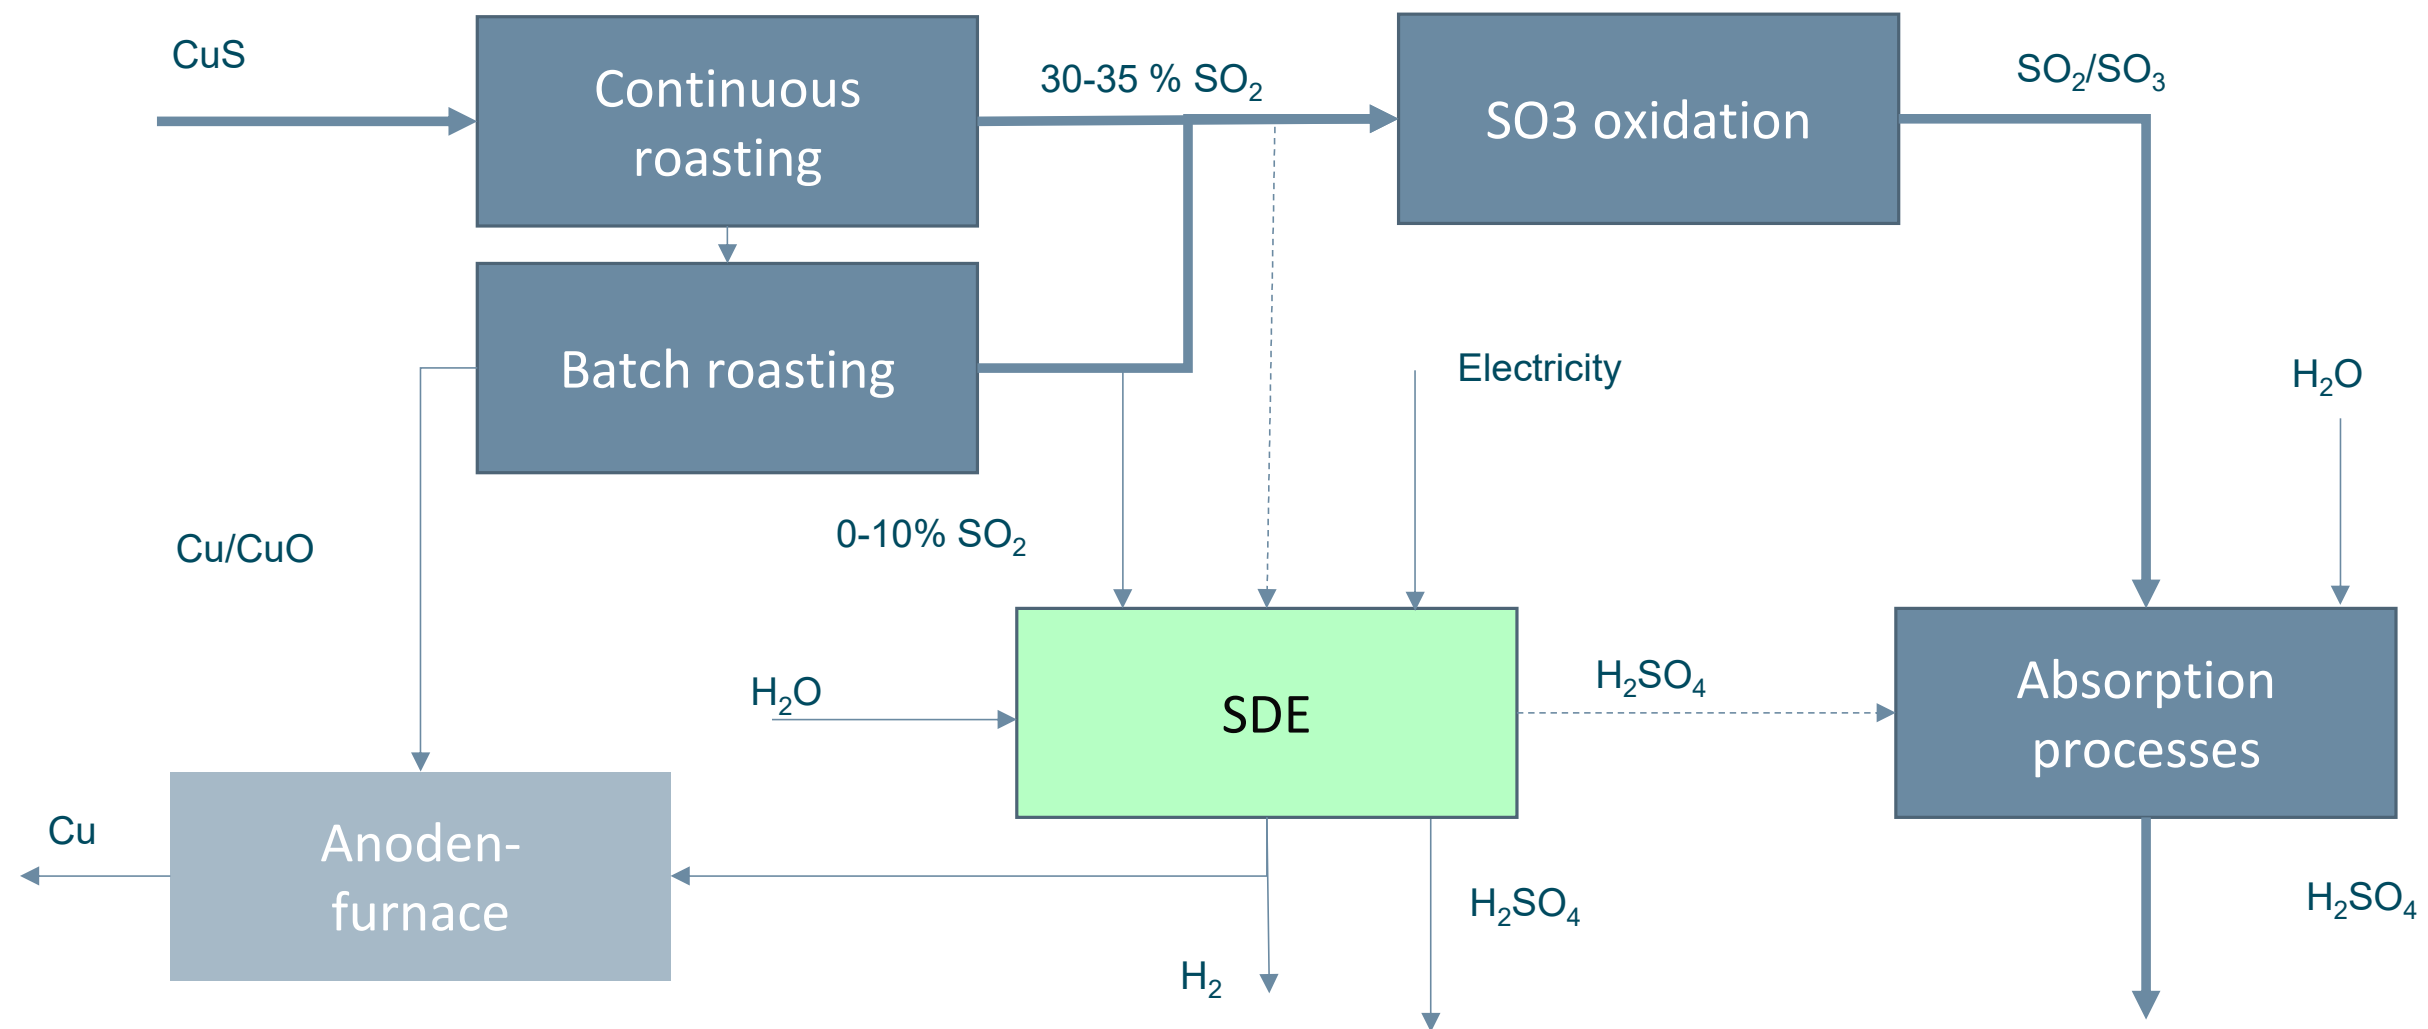 CuS
Continuous
roasting
30-35 % SO₂
SO3 oxidation
SO₂/SO₃
Batch roasting
Electricity
H₂O
0-10% SO₂
Cu/CuO
H₂O
SDE
H₂SO₄
Absorption
processes
Cu
Anoden-
furnace
H₂
H₂SO₄
H₂SO₄